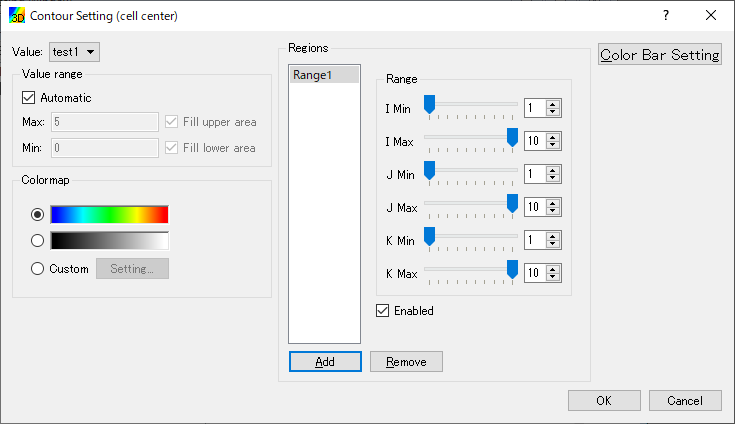 3D Contour Setting (cell center) ? ×
Value: test1
Value range
Automatic
Max: 5 Fill upper area
Min: 0 Fill lower area
Colormap
Custom Setting...
Regions
Range1
Add Remove
Range
I Min 1
I Max 10
J Min 1
J Max 10
K Min 1
K Max 10
Enabled
Color Bar Setting
OK Cancel